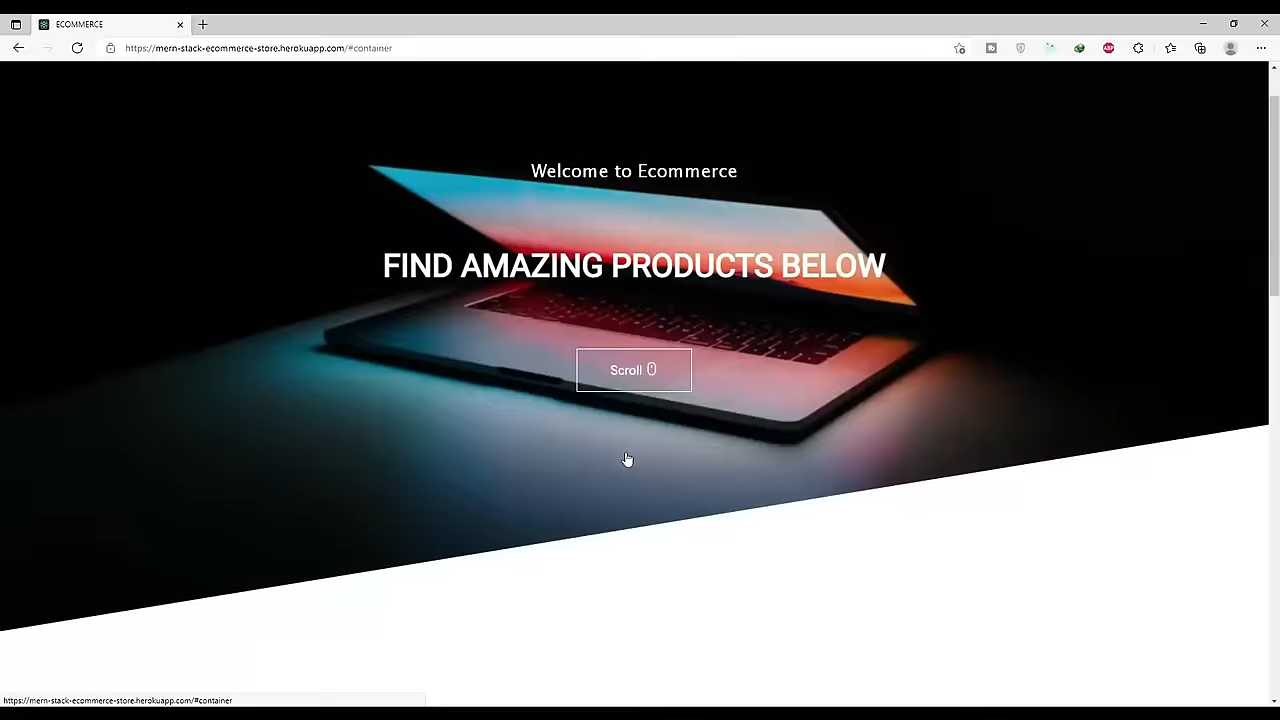 ECOMMERCE
https://mern-stack-ecommerce-store.herokuapp.com/#container
ABP
Welcome to Ecommerce
FIND AMAZING PRODUCTS BELOW
Scroll
https://mern-stack-ecommerce-store.herokuapp.com/#container